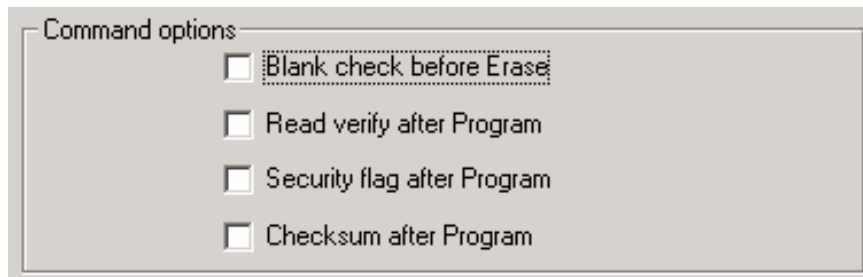 Command options
Blank check before Erase
Read verify after Program
Security flag after Program
Checksum after Program